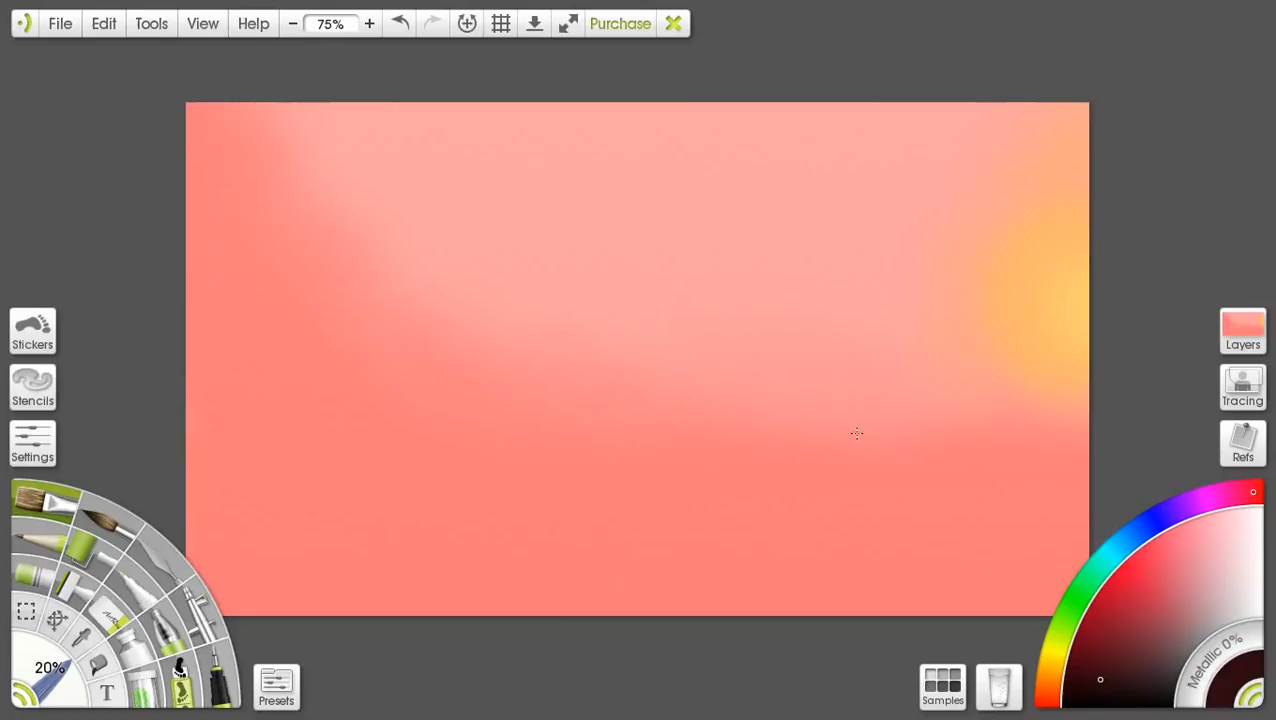 File Edit Tools View Help − 75% + Purchase
Stickers
Stencils
Settings
Layers
Tracing
Refs
20%
T
Presets
Samples
Metallic 0%